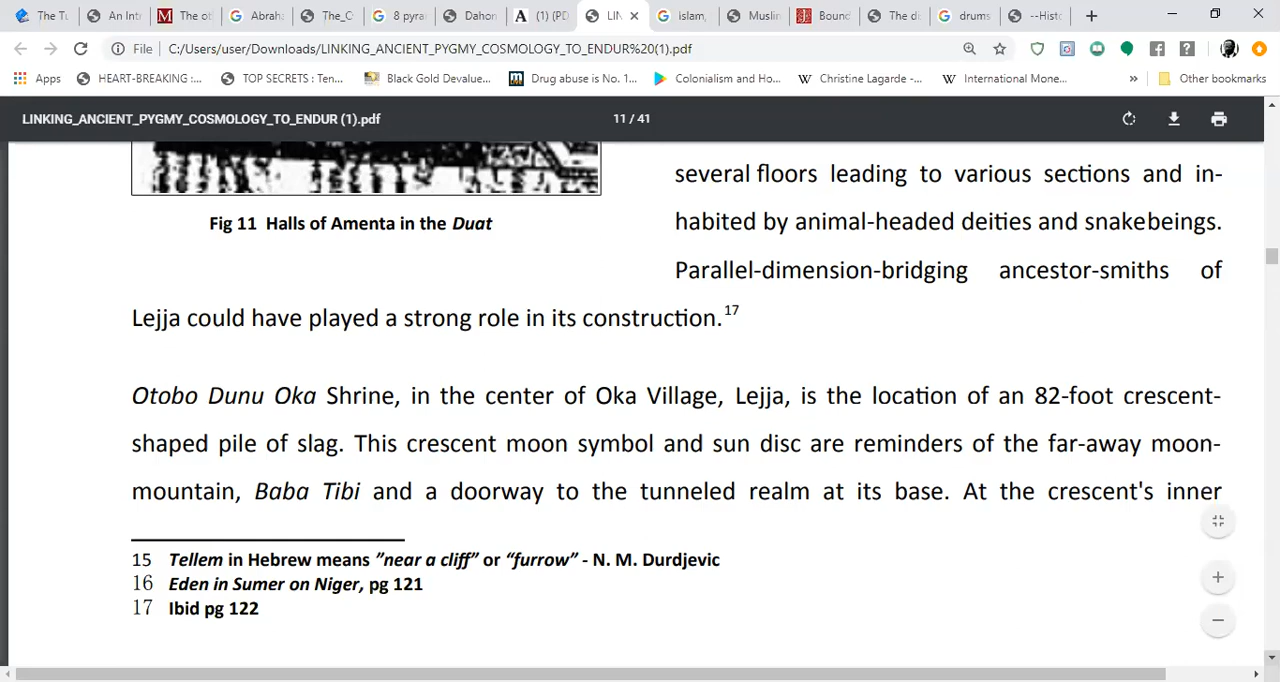 The Tu
An Intr
The ot
Abrah
The_O
8 pyra
Dahon
(1) (PD
LIN
islam,
Muslin
Bound
The di
drums
--Hist
File
C:/Users/user/Downloads/LINKING_ANCIENT_PYGMY_COSMOLOGY_TO_ENDUR%20(1).pdf
Apps
HEART-BREAKING :...
TOP SECRETS : Ten...
Black Gold Devalue...
Drug abuse is No. 1...
Colonialism and Ho...
Christine Lagarde -...
International Mone...
»
Other bookmarks
LINKING_ANCIENT_PYGMY_COSMOLOGY_TO_ENDUR (1).pdf
11 / 41
several floors leading to various sections and in-
Fig 11 Halls of Amenta in the Duat
habited by animal-headed deities and snakebeings.
Parallel-dimension-bridging ancestor-smiths of
Lejja could have played a strong role in its construction.17
Otobo Dunu Oka Shrine, in the center of Oka Village, Lejja, is the location of an 82-foot crescent-
shaped pile of slag. This crescent moon symbol and sun disc are reminders of the far-away moon-
mountain, Baba Tibi and a doorway to the tunneled realm at its base. At the crescent's inner
15 Tellem in Hebrew means ”near a cliff” or “furrow” - N. M. Durdjevic
16 Eden in Sumer on Niger, pg 121
17 Ibid pg 122